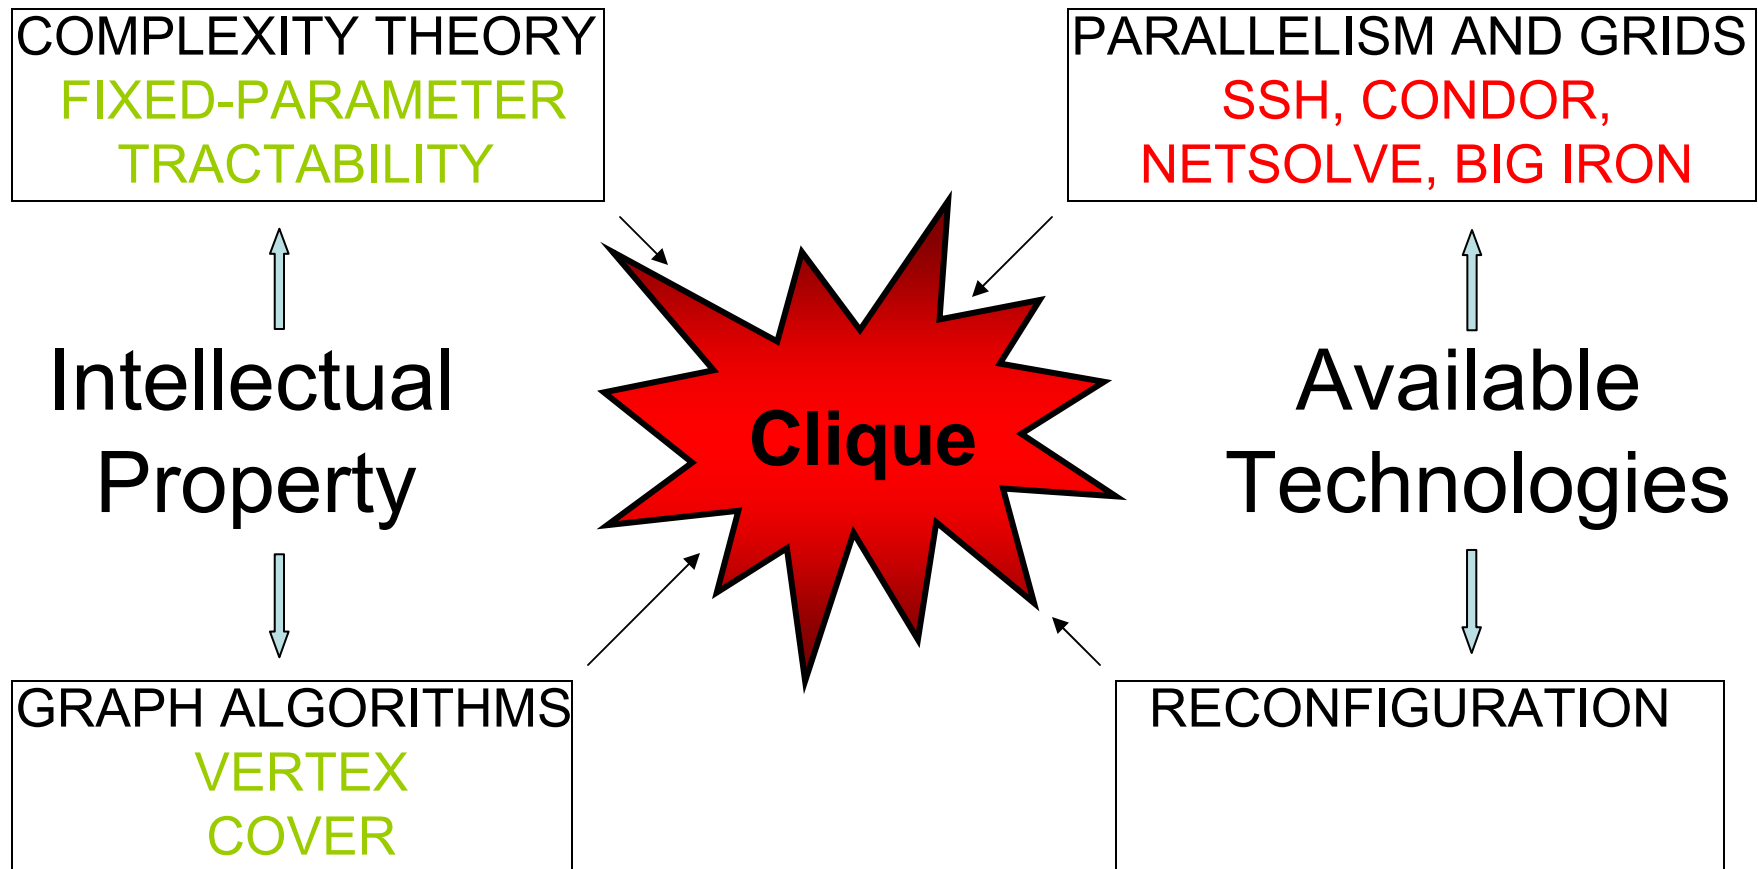 COMPLEXITY THEORY
FIXED-PARAMETER
TRACTABILITY
PARALLELISM AND GRIDS
SSH, CONDOR,
NETSOLVE, BIG IRON
Intellectual
Property
Clique
Available
Technologies
GRAPH ALGORITHMS
VERTEX
COVER
RECONFIGURATION